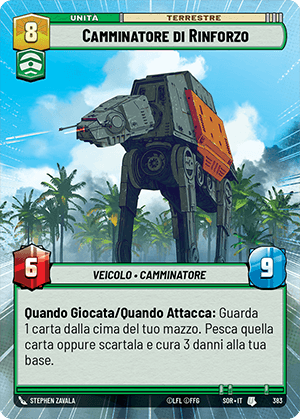 UNITÀ
TERRESTRE
8
CAMMINATORE DI RINFORZO
6
9
VEICOLO • CAMMINATORE
Quando Giocata/Quando Attacca: Guarda
1 carta dalla cima del tuo mazzo. Pesca quella
carta oppure scartala e cura 3 danni alla tua
base.
STEPHEN ZAVALA
©LFL ©FFG
SOR • IT
383